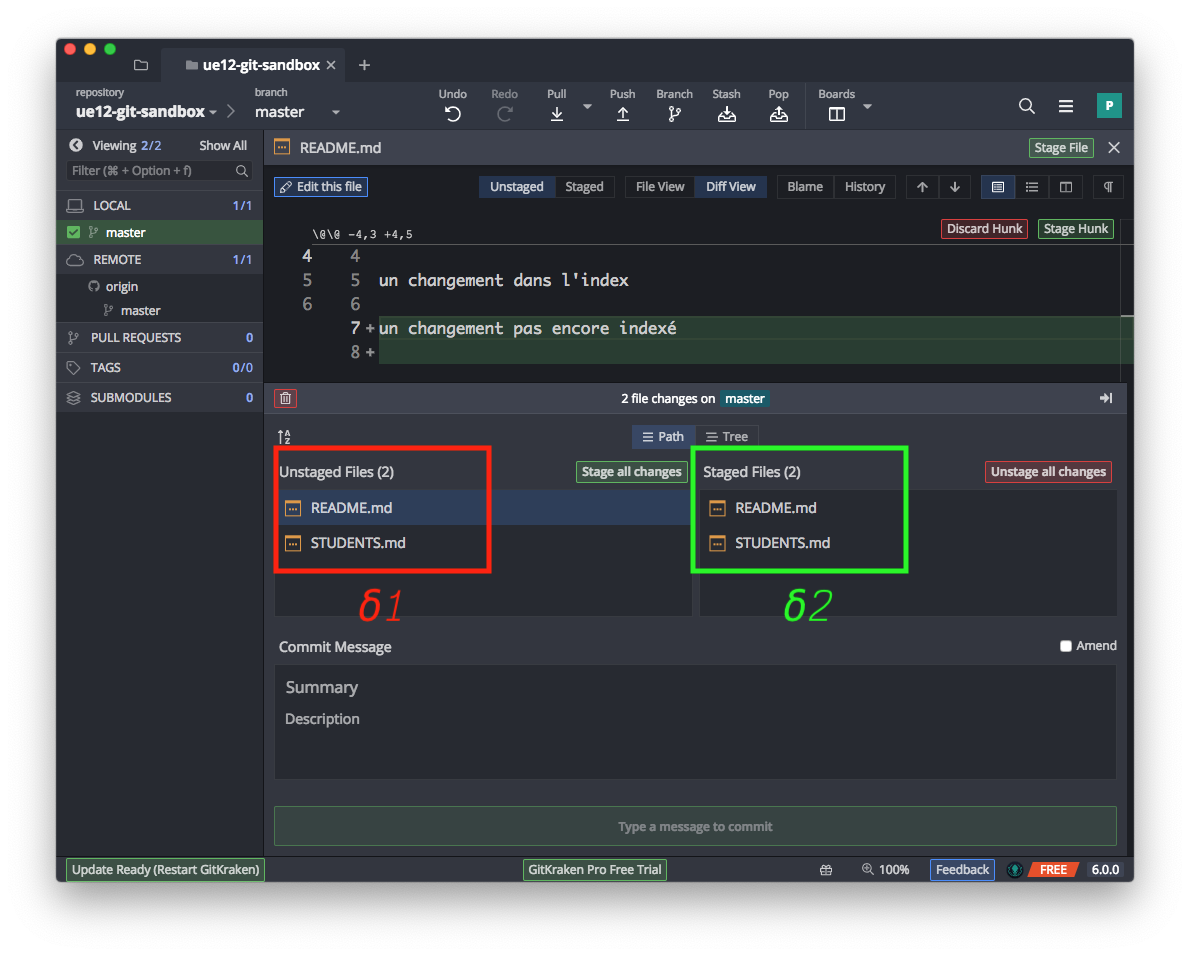 ue12-git-sandbox
repository
ue12-git-sandbox
branch
master
Undo
Redo
Pull
Push
Branch
Stash
Pop
Boards
P
Viewing 2/2 Show All
Filter (⌘ + Option + f)
LOCAL 1/1
master
REMOTE 1/1
origin
master
PULL REQUESTS 0
TAGS 0/0
SUBMODULES 0
README.md Stage File
Edit this file Unstaged Staged File View Diff View Blame History
\@\@ -4,3 +4,5 Discard Hunk Stage Hunk
4 4
5 5 un changement dans l'index
6 6
7 + un changement pas encore indexé
8 +
2 file changes on master
A Z
Path Tree
Unstaged Files (2) Stage all changes
README.md
STUDENTS.md
δ1
Staged Files (2) Unstage all changes
README.md
STUDENTS.md
δ2
Commit Message Amend
Summary
Description
Type a message to commit
Update Ready (Restart GitKraken) GitKraken Pro Free Trial 100% Feedback FREE 6.0.0